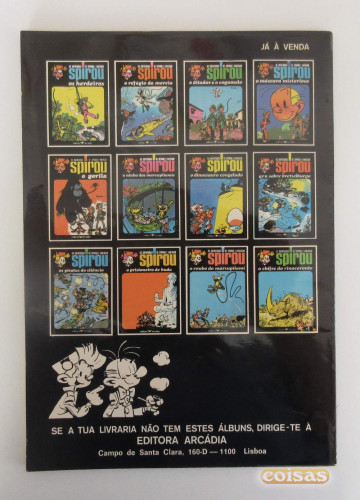 JÁ À VENDA
spirou
os herdeiros
spirou
o refúgio da moreia
spirou
o ditador e o cogumelo
spirou
a máscara misteriosa
spirou
o gorila
spirou
o ninho dos marsupilamis
spirou
o dinossauro congelado
spirou
qrn sobre bretzelburgo
spirou
os piratas do silêncio
spirou
o prisioneiro do buda
spirou
o roubo do marsupilami
spirou
o chifre do rinoceronte
SE A TUA LIVRARIA NÃO TEM ESTES ÁLBUNS, DIRIGE-TE À
EDITORA ARCÁDIA
Campo de Santa Clara, 160-D — 1100 Lisboa
coisas